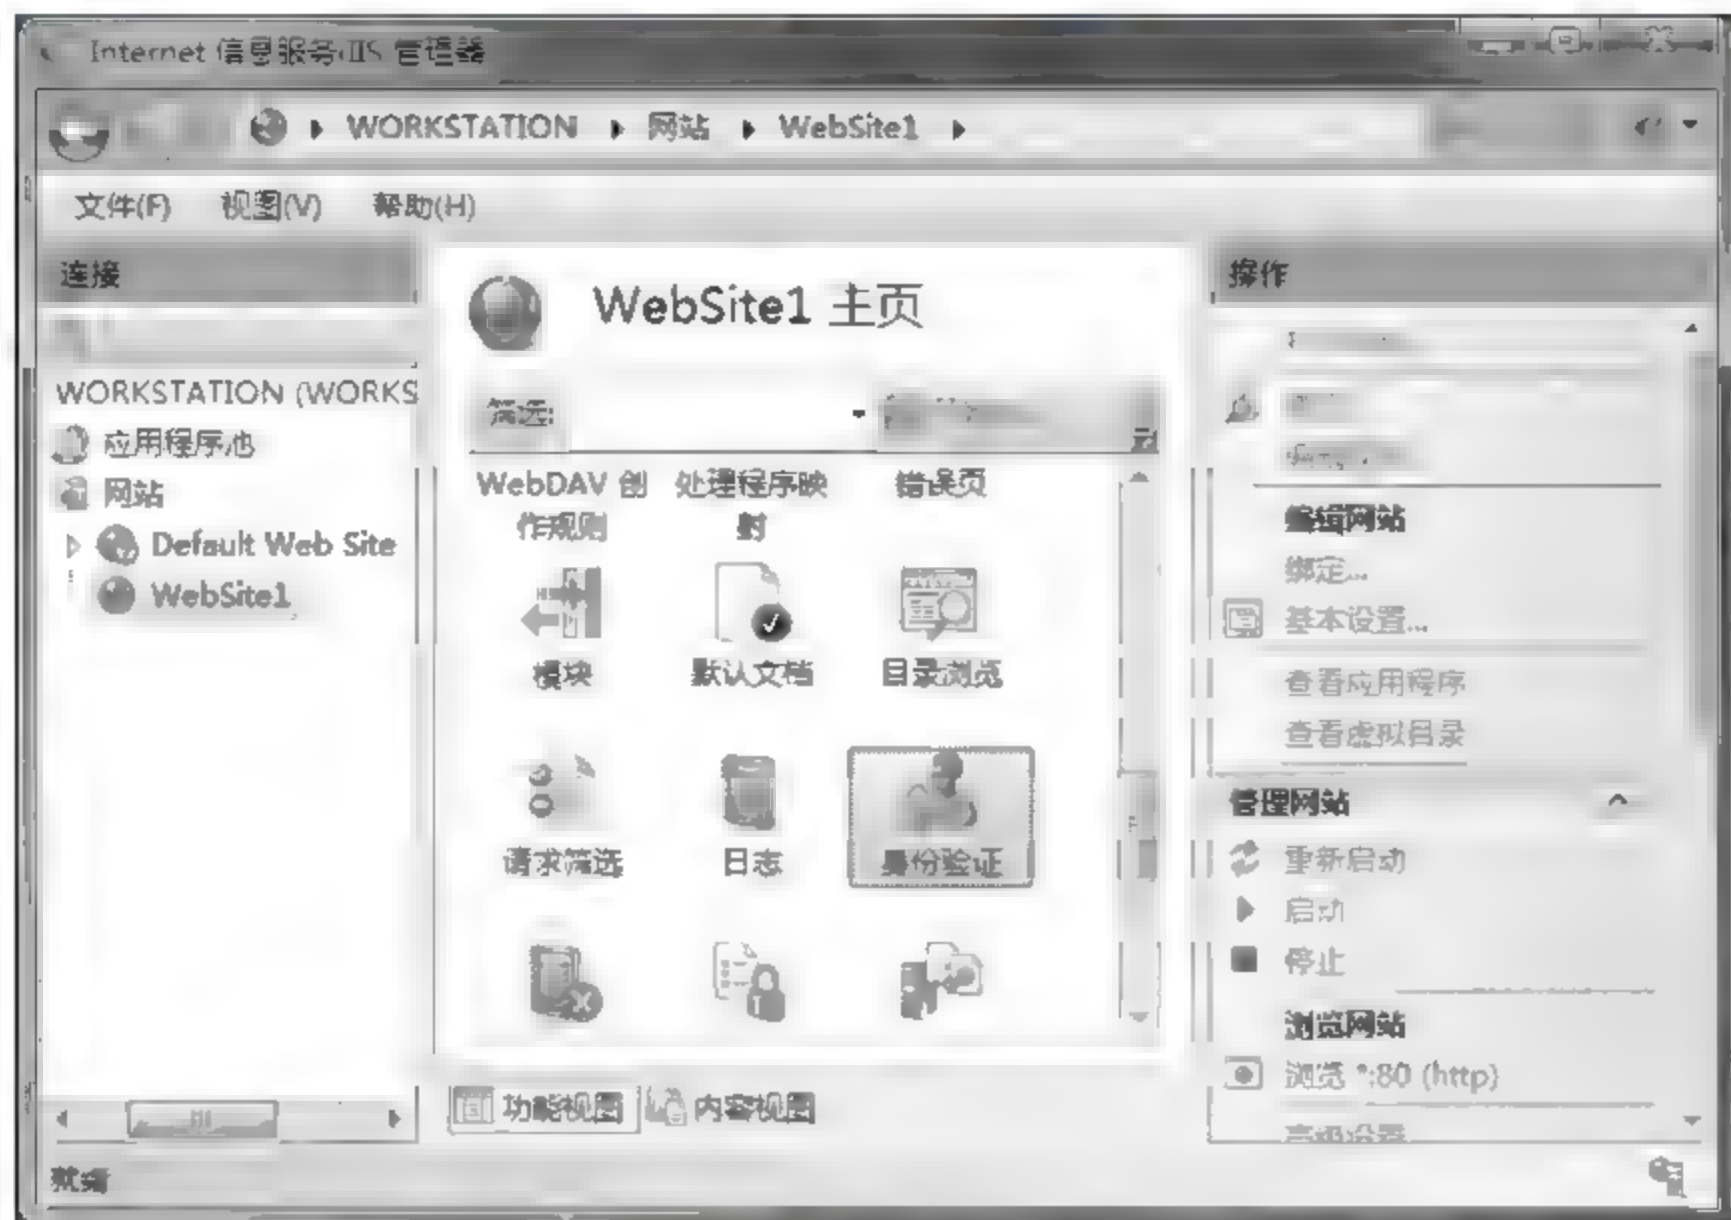 Internet 信息服务(IIS 管理器
WORKSTATION 网站 WebSite1
文件(F) 视图(V) 帮助(H)
连接
WORKSTATION (WORKS
应用程序池
网站
Default Web Site
WebSite1
WebSite1 主页
筛选:
WebDAV 创
作规则
处理程序映
射
错误页
模块
默认文档
目录浏览
请求筛选
日志
身份验证
功能视图
内容视图
操作
编辑网站
绑定...
基本设置...
查看应用程序
查看虚拟目录
管理网站
重新启动
启动
停止
浏览网站
浏览 *:80 (http)
高级设置
就绪